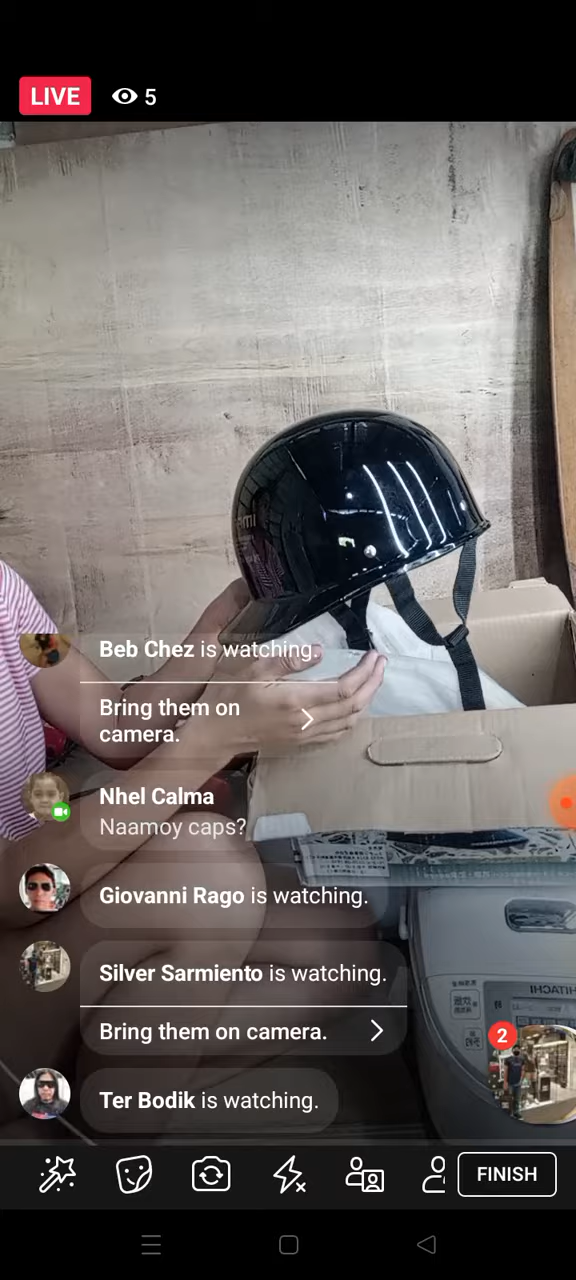 LIVE
5
Beb Chez is watching.
Bring them on
camera.
Nhel Calma
Naamoy caps?
Giovanni Rago is watching.
Silver Sarmiento is watching.
Bring them on camera.
Ter Bodik is watching.
HITACHI
2
FINISH